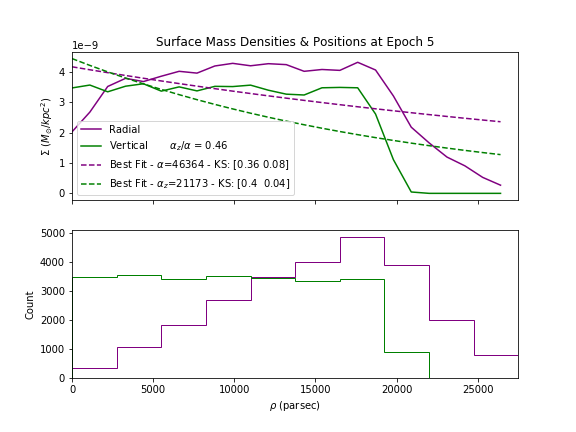 Surface Mass Densities & Positions at Epoch 5
1e−9
4
3
2
1
0
Σ (M⊙/kpc²)
Radial
Vertical αz/α = 0.46
Best Fit - α=46364 - KS: [0.36 0.08]
Best Fit - αz=21173 - KS: [0.4 0.04]
5000
4000
3000
2000
1000
0
Count
0 5000 10000 15000 20000 25000
ρ (parsec)